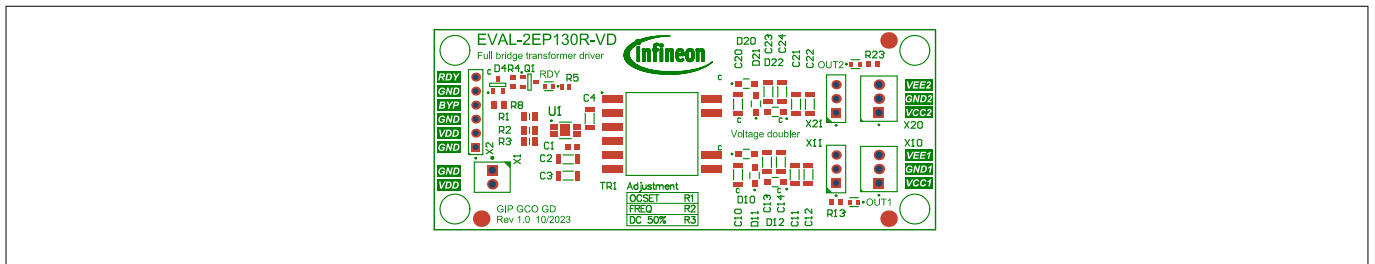 EVAL-2EP130R-VD
Full bridge transformer driver
infineon
RDY
GND
BYP
GND
VDD
GND
GND
VDD
C
D4
R4
Q1
RDY
R5
R8
R1
R2
R3
X2
X1
U1
C4
C1
C2
C3
TR1
Adjustment
OCSET R1
FREQ R2
DC 50% R3
GIP GCO GD
Rev 1.0 10/2023
C
C20
D20
D21
C23
D22
C24
C21
C22
C
C
Voltage doubler
C
C
C
C10
D10
D11
C13
D12
C14
C11
C12
OUT2
R23
X21
X20
VEE2
GND2
VCC2
X11
X10
VEE1
GND1
VCC1
R13
OUT1